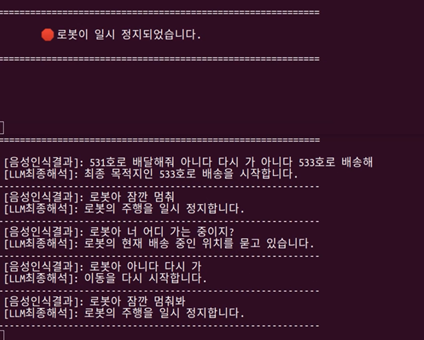 ============================================================
🛑 로봇이 일시 정지되었습니다.
============================================================
============================================================
[음성인식결과]: 531호로 배달해줘 아니다 다시 가 아니다 533호로 배송해
[LLM최종해석]: 최종 목적지인 533호로 배송을 시작합니다.
------------------------------------------------------------
[음성인식결과]: 로봇아 잠깐 멈춰
[LLM최종해석]: 로봇의 주행을 일시 정지합니다.
------------------------------------------------------------
[음성인식결과]: 로봇아 너 어디 가는 중이지?
[LLM최종해석]: 로봇의 현재 배송 중인 위치를 묻고 있습니다.
------------------------------------------------------------
[음성인식결과]: 로봇아 아니다 다시 가
[LLM최종해석]: 이동을 다시 시작합니다.
------------------------------------------------------------
[음성인식결과]: 로봇아 잠깐 멈춰봐
[LLM최종해석]: 로봇의 주행을 일시 정지합니다.
------------------------------------------------------------